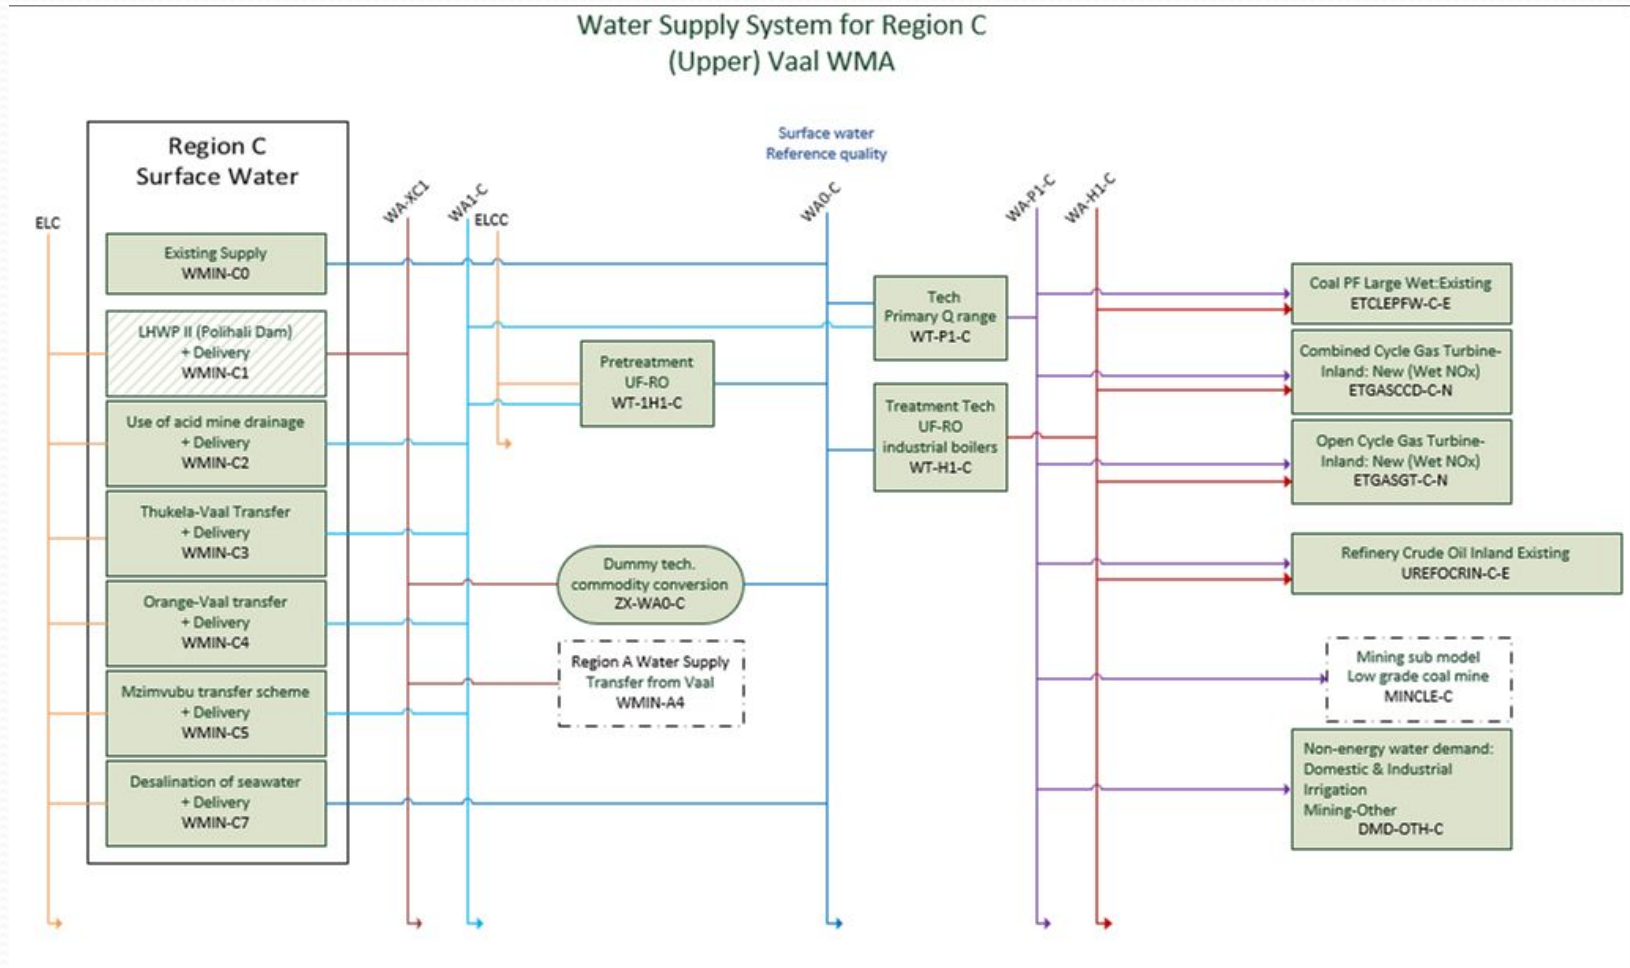 Water Supply System for Region C
(Upper) Vaal WMA
Region C
Surface Water
Surface water
Reference quality
ELC
WA-XC1
WA1-C
ELCC
WA0-C
WA-P1-C
WA-H1-C
Existing Supply
WMIN-C0
LHWP II (Polihali Dam)
+ Delivery
WMIN-C1
Use of acid mine drainage
+ Delivery
WMIN-C2
Thukela-Vaal Transfer
+ Delivery
WMIN-C3
Orange-Vaal transfer
+ Delivery
WMIN-C4
Mzimvubu transfer scheme
+ Delivery
WMIN-C5
Desalination of seawater
+ Delivery
WMIN-C7
Pretreatment
UF-RO
WT-1H1-C
Dummy tech.
commodity conversion
ZX-WA0-C
Region A Water Supply
Transfer from Vaal
WMIN-A4
Tech
Primary Q range
WT-P1-C
Treatment Tech
UF-RO
industrial boilers
WT-H1-C
Coal PF Large Wet:Existing
ETCLEPFW-C-E
Combined Cycle Gas Turbine-
Inland: New (Wet NOx)
ETGASCCD-C-N
Open Cycle Gas Turbine-
Inland: New (Wet NOx)
ETGASGT-C-N
Refinery Crude Oil Inland Existing
UREFOCRIN-C-E
Mining sub model
Low grade coal mine
MINCLE-C
Non-energy water demand:
Domestic & Industrial
Irrigation
Mining-Other
DMD-OTH-C